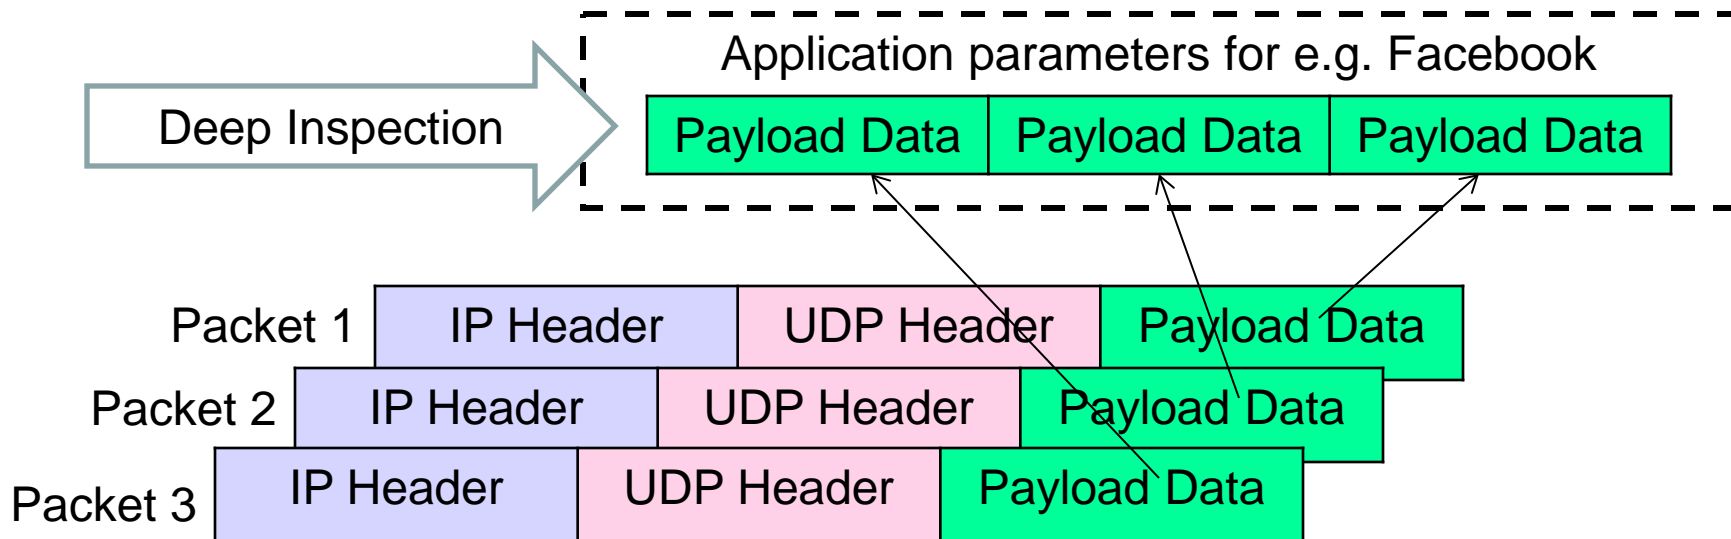 Application parameters for e.g. Facebook
Deep Inspection
Payload Data Payload Data Payload Data
Packet 1 IP Header UDP Header Payload Data
Packet 2 IP Header UDP Header Payload Data
Packet 3 IP Header UDP Header Payload Data